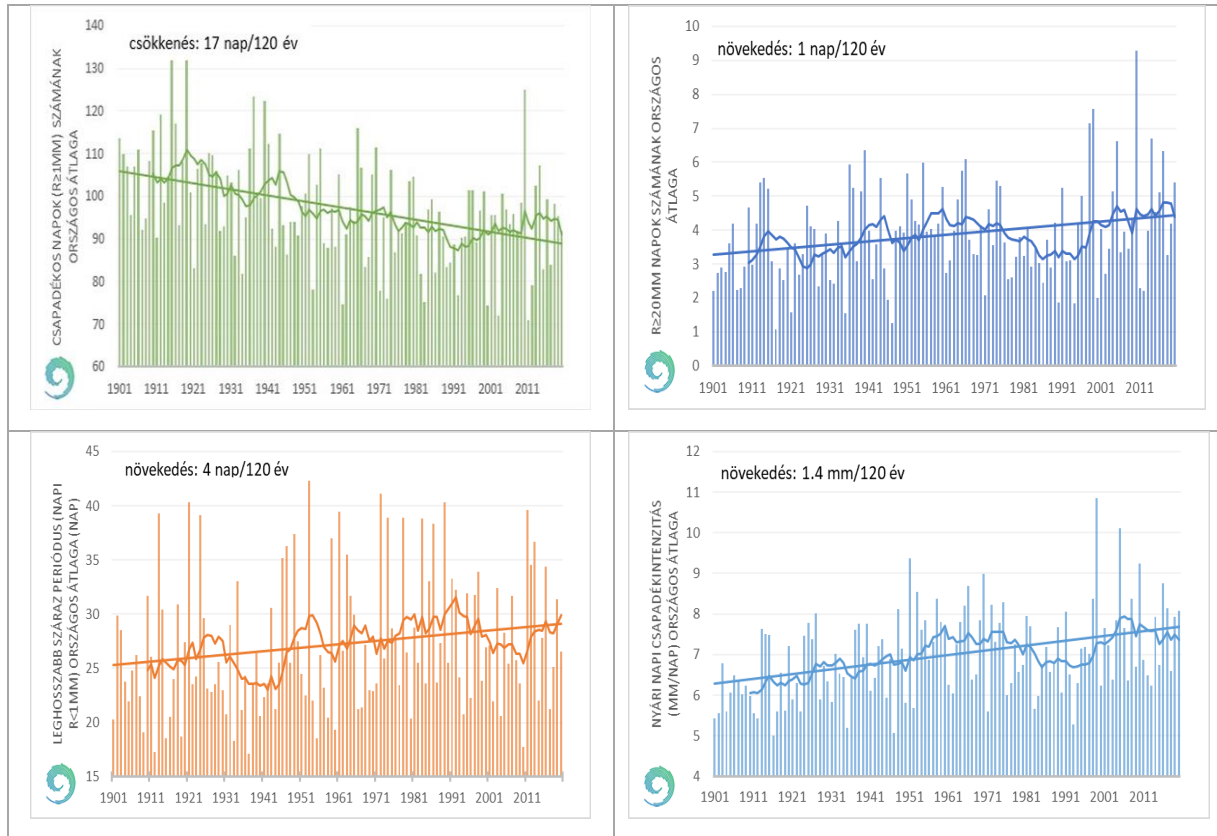 csökkenés: 17 nap/120 év
CSAPADÉKOS NAPOK (R≥1MM) SZÁMÁNAK
ORSZÁGOS ÁTLAGA
140
130
120
110
100
90
80
70
60
1901 1911 1921 1931 1941 1951 1961 1971 1981 1991 2001 2011
növekedés: 1 nap/120 év
R≥20MM NAPOK SZÁMÁNAK ORSZÁGOS
ÁTLAGA
10
9
8
7
6
5
4
3
2
1
0
1901 1911 1921 1931 1941 1951 1961 1971 1981 1991 2001 2011
növekedés: 4 nap/120 év
LEGHOSSZABB SZÁRAZ PERIÓDUS (NAPI
R<1MM) ORSZÁGOS ÁTLAGA (NAP)
45
40
35
30
25
20
15
1901 1911 1921 1931 1941 1951 1961 1971 1981 1991 2001 2011
növekedés: 1.4 mm/120 év
NYÁRI NAPI CSAPADÉKINTENZITÁS
(MM/NAP) ORSZÁGOS ÁTLAGA
12
11
10
9
8
7
6
5
4
1901 1911 1921 1931 1941 1951 1961 1971 1981 1991 2001 2011